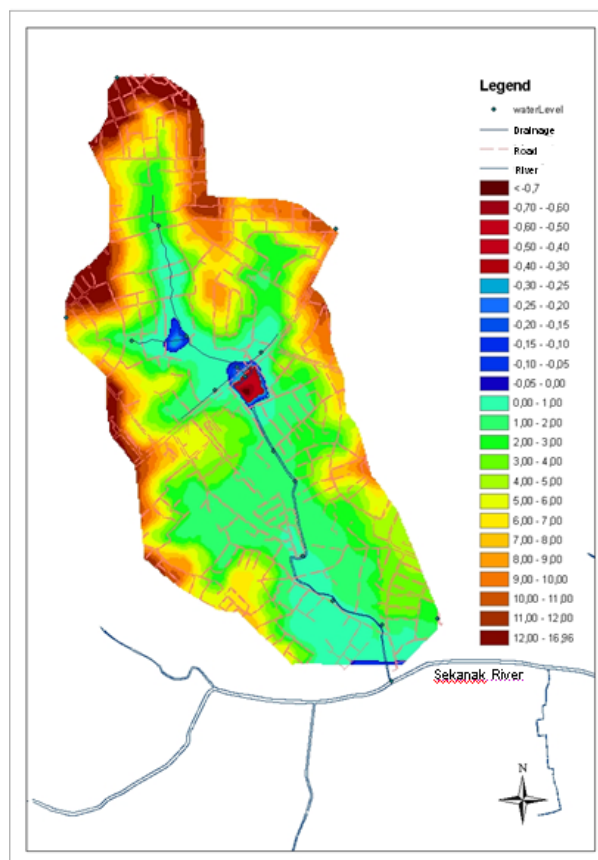 Legend
waterLevel
Drainage
Road
River
< -0,7
-0,70 - -0,60
-0,60 - -0,50
-0,50 - -0,40
-0,40 - -0,30
-0,30 - -0,25
-0,25 - -0,20
-0,20 - -0,15
-0,15 - -0,10
-0,10 - -0,05
-0,05 - 0,00
0,00 - 1,00
1,00 - 2,00
2,00 - 3,00
3,00 - 4,00
4,00 - 5,00
5,00 - 6,00
6,00 - 7,00
7,00 - 8,00
8,00 - 9,00
9,00 - 10,00
10,00 - 11,00
11,00 - 12,00
12,00 - 16,96
Sekanak River
N